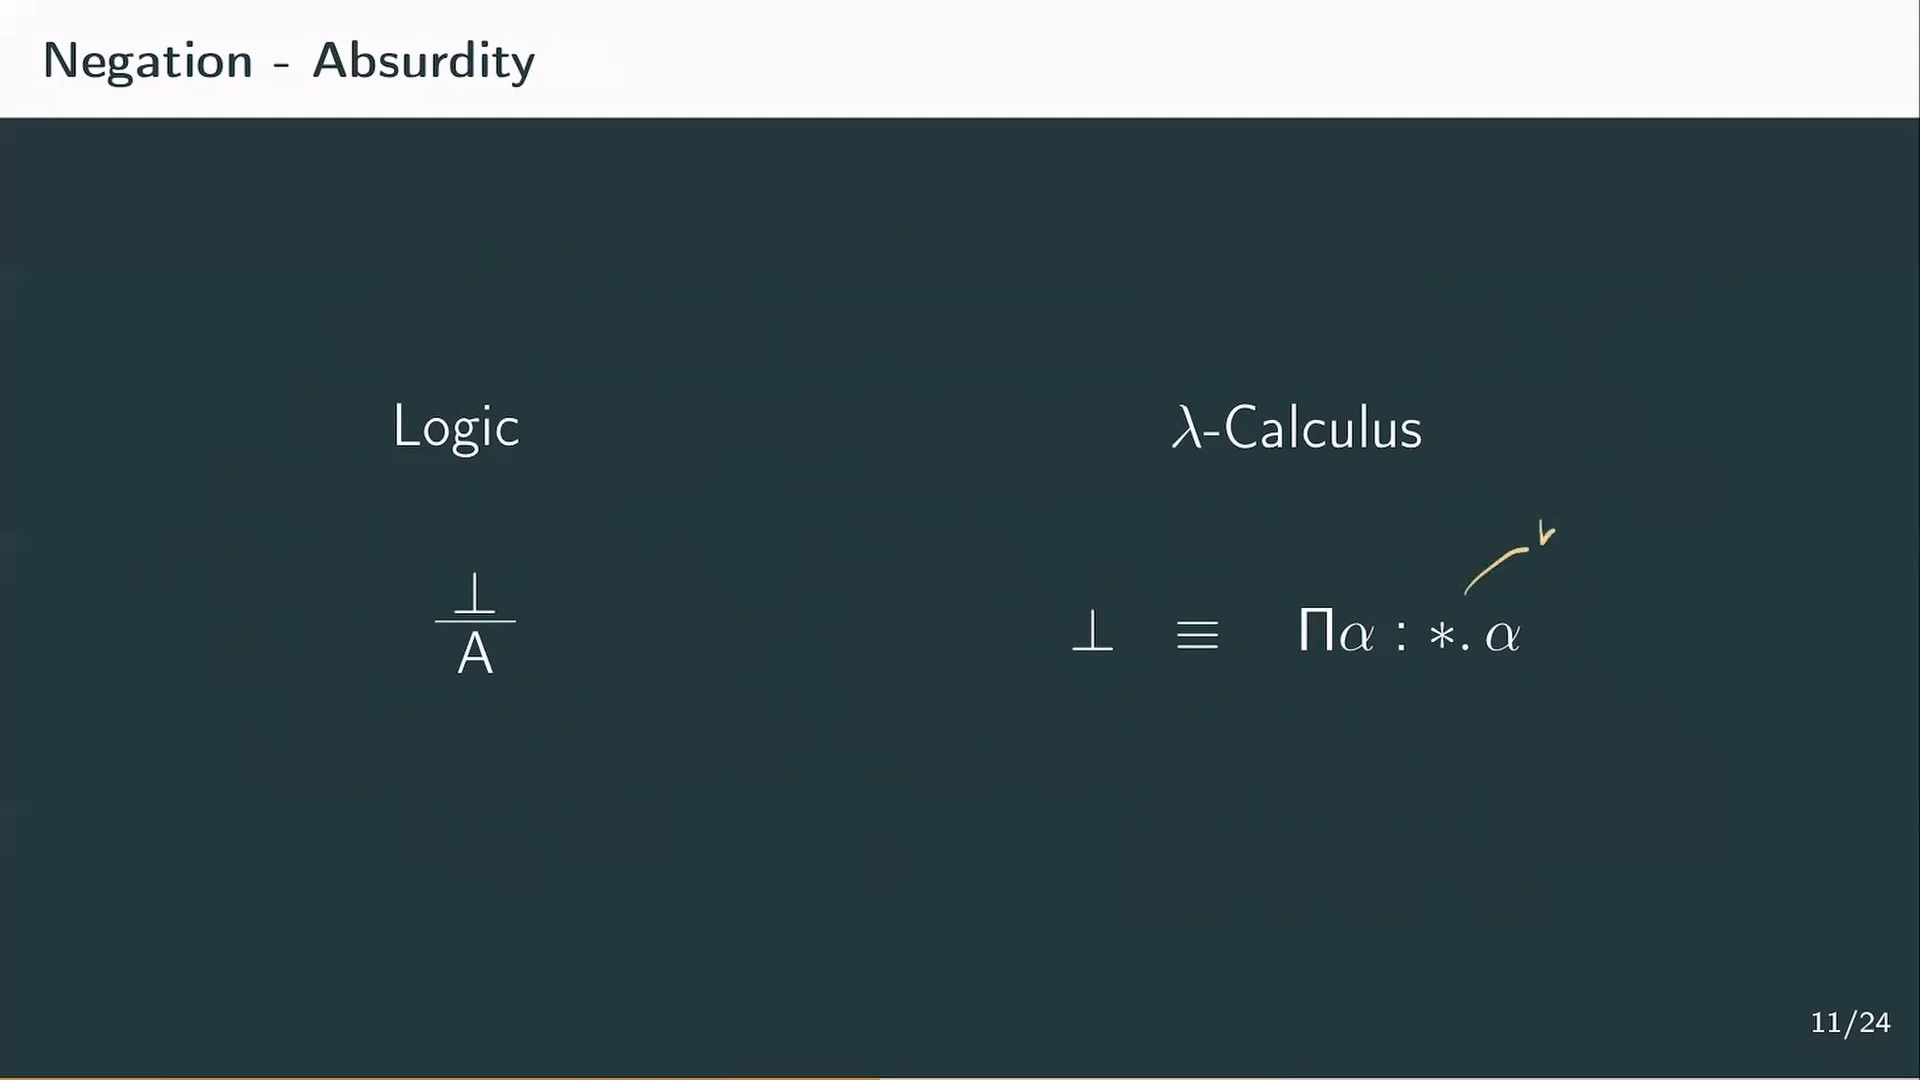 Negation - Absurdity
Logic
λ-Calculus
⊥
A
⊥ ≡ Πα : ∗. α
11/24